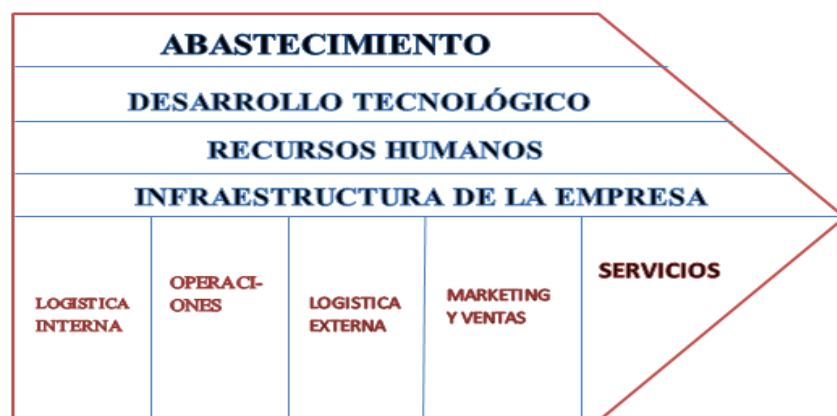 ABASTECIMIENTO
DESARROLLO TECNOLÓGICO
RECURSOS HUMANOS
INFRAESTRUCTURA DE LA EMPRESA
LOGISTICA
INTERNA
OPERACI-
ONES
LOGISTICA
EXTERNA
MARKETING
Y VENTAS
SERVICIOS